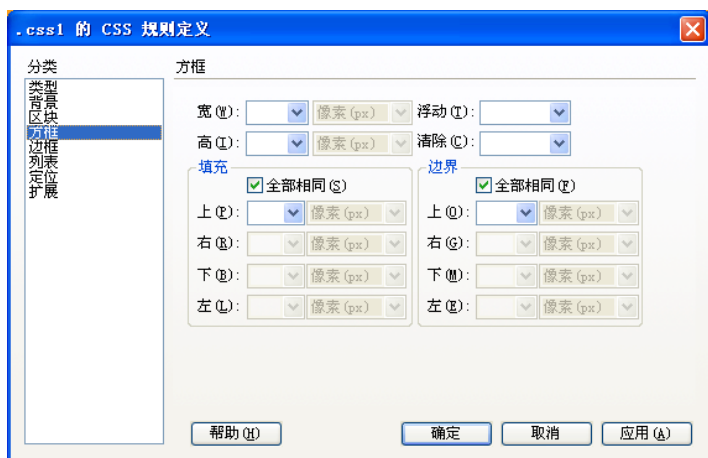 .css1 的 CSS 规则定义
分类
类型
背景
区块
方框
边框
列表
定位
扩展
方框
宽(W): 像素(px) 浮动(T):
高(I): 像素(px) 清除(C):
填充 边界
全部相同(S) 全部相同(F)
上(P): 像素(px) 上(O): 像素(px)
右(R): 像素(px) 右(G): 像素(px)
下(B): 像素(px) 下(M): 像素(px)
左(L): 像素(px) 左(E): 像素(px)
帮助(H) 确定 取消 应用(A)